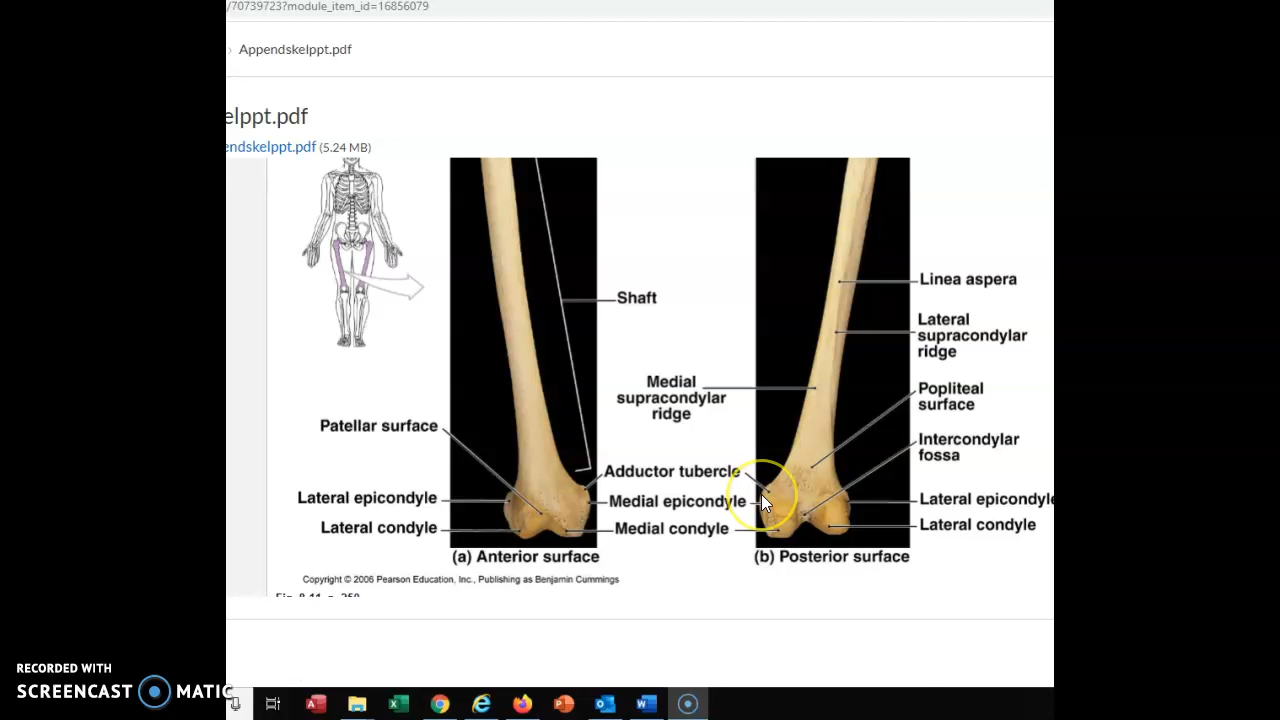 /70739723?module_item_id=16856079
› Appendskelppt.pdf
elppt.pdf
endskelppt.pdf (5.24 MB)
Shaft
Patellar surface
Lateral epicondyle
Lateral condyle
Medial
supracondylar
ridge
Adductor tubercle
Medial epicondyle
Medial condyle
(a) Anterior surface
Linea aspera
Lateral
supracondylar
ridge
Popliteal
surface
Intercondylar
fossa
Lateral epicondyle
Lateral condyle
(b) Posterior surface
Copyright © 2006 Pearson Education, Inc., Publishing as Benjamin Cummings
RECORDED WITH
SCREENCAST MATIC